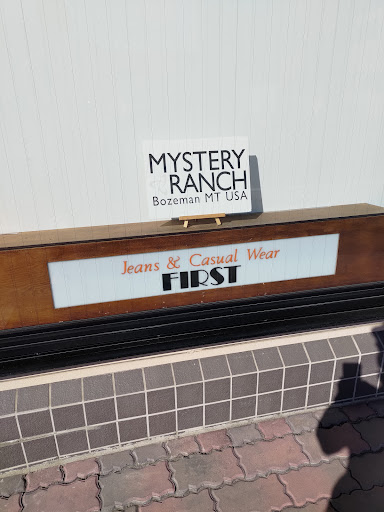 MYSTERY
RANCH
Bozeman MT USA
Jeans & Casual Wear
FIRST